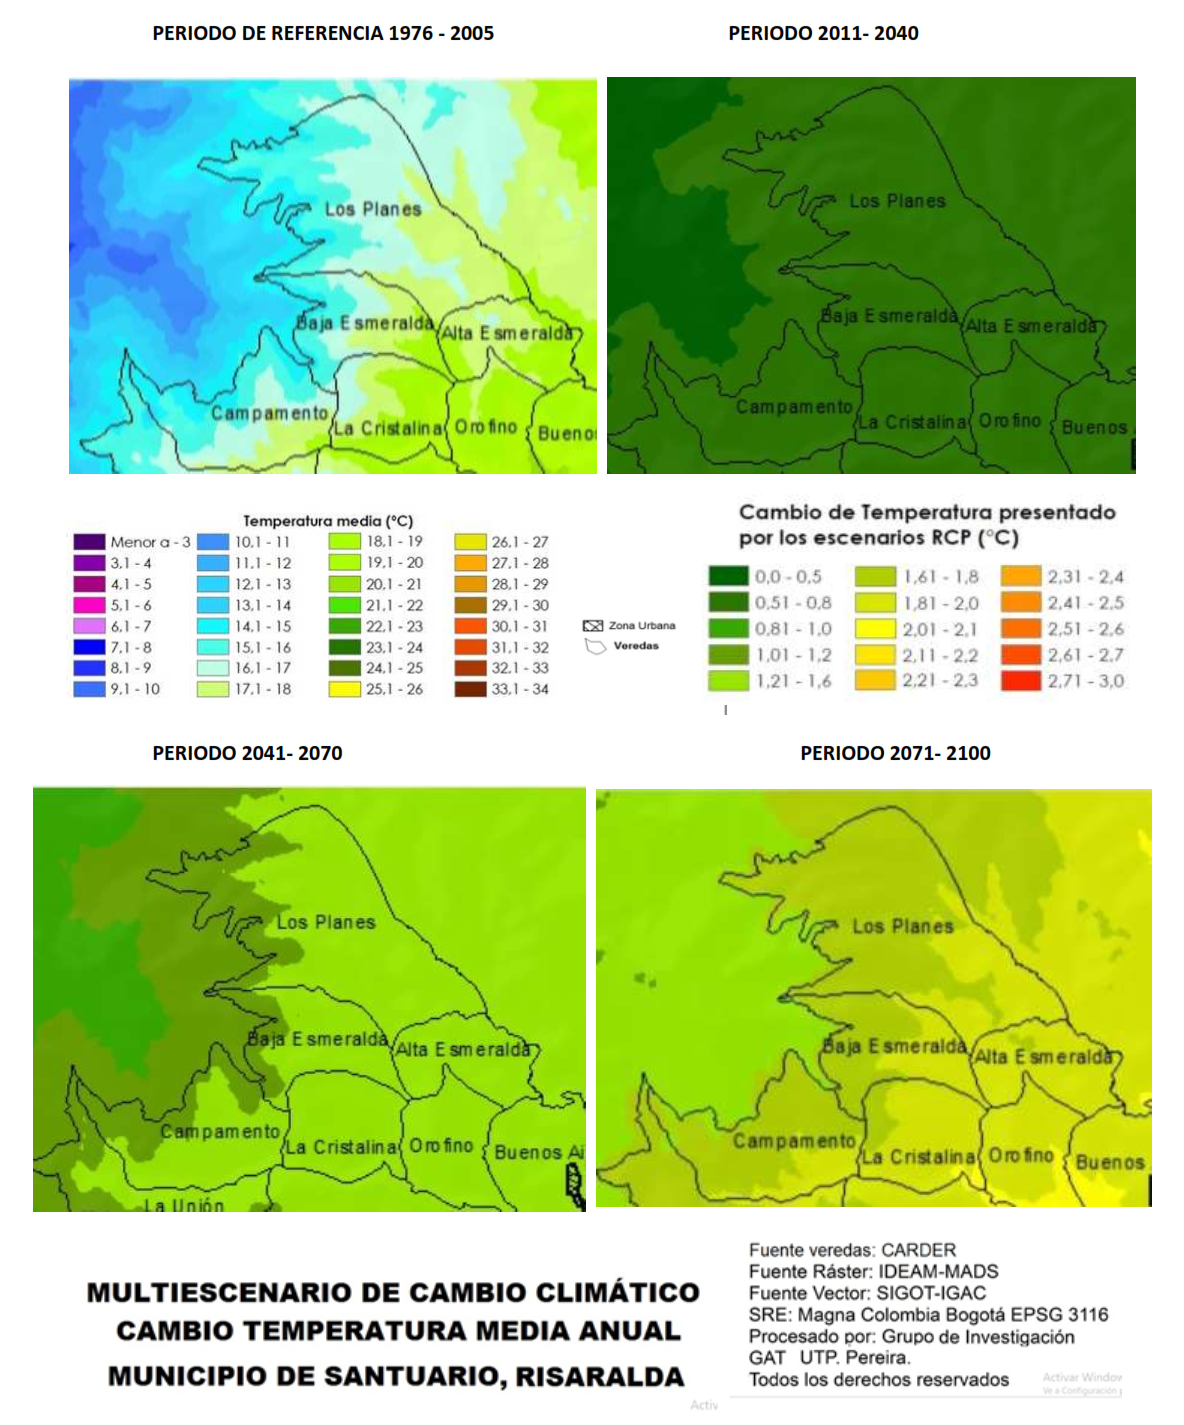 PERIODO DE REFERENCIA 1976 - 2005
PERIODO 2011- 2040
Los Planes
Baja Esmeralda
Alta Esmeralda
Campamento
La Cristalina
Orofino
Buenos
Los Planes
Baja Esmeralda
Alta Esmeralda
Campamento
La Cristalina
Orofino
Buenos
Temperatura media (°C)
Menor a - 3
3,1 - 4
4,1 - 5
5,1 - 6
6,1 - 7
7,1 - 8
8,1 - 9
9,1 - 10
10,1 - 11
11,1 - 12
12,1 - 13
13,1 - 14
14,1 - 15
15,1 - 16
16,1 - 17
17,1 - 18
18,1 - 19
19,1 - 20
20,1 - 21
21,1 - 22
22,1 - 23
23,1 - 24
24,1 - 25
25,1 - 26
26,1 - 27
27,1 - 28
28,1 - 29
29,1 - 30
30,1 - 31
31,1 - 32
32,1 - 33
33,1 - 34
Zona Urbana
Veredas
Cambio de Temperatura presentado
por los escenarios RCP (°C)
0,0 - 0,5
0,51 - 0,8
0,81 - 1,0
1,01 - 1,2
1,21 - 1,6
1,61 - 1,8
1,81 - 2,0
2,01 - 2,1
2,11 - 2,2
2,21 - 2,3
2,31 - 2,4
2,41 - 2,5
2,51 - 2,6
2,61 - 2,7
2,71 - 3,0
PERIODO 2041- 2070
PERIODO 2071- 2100
Los Planes
Baja Esmeralda
Alta Esmeralda
Campamento
La Cristalina
Orofino
Buenos Ai
La Unión
Los Planes
Baja Esmeralda
Alta Esmeralda
Campamento
La Cristalina
Orofino
Buenos
MULTIESCENARIO DE CAMBIO CLIMÁTICO
CAMBIO TEMPERATURA MEDIA ANUAL
MUNICIPIO DE SANTUARIO, RISARALDA
Fuente veredas: CARDER
Fuente Ráster: IDEAM-MADS
Fuente Vector: SIGOT-IGAC
SRE: Magna Colombia Bogotá EPSG 3116
Procesado por: Grupo de Investigación
GAT UTP. Pereira.
Todos los derechos reservados
Activar Window
Ve a Configuración
Activ